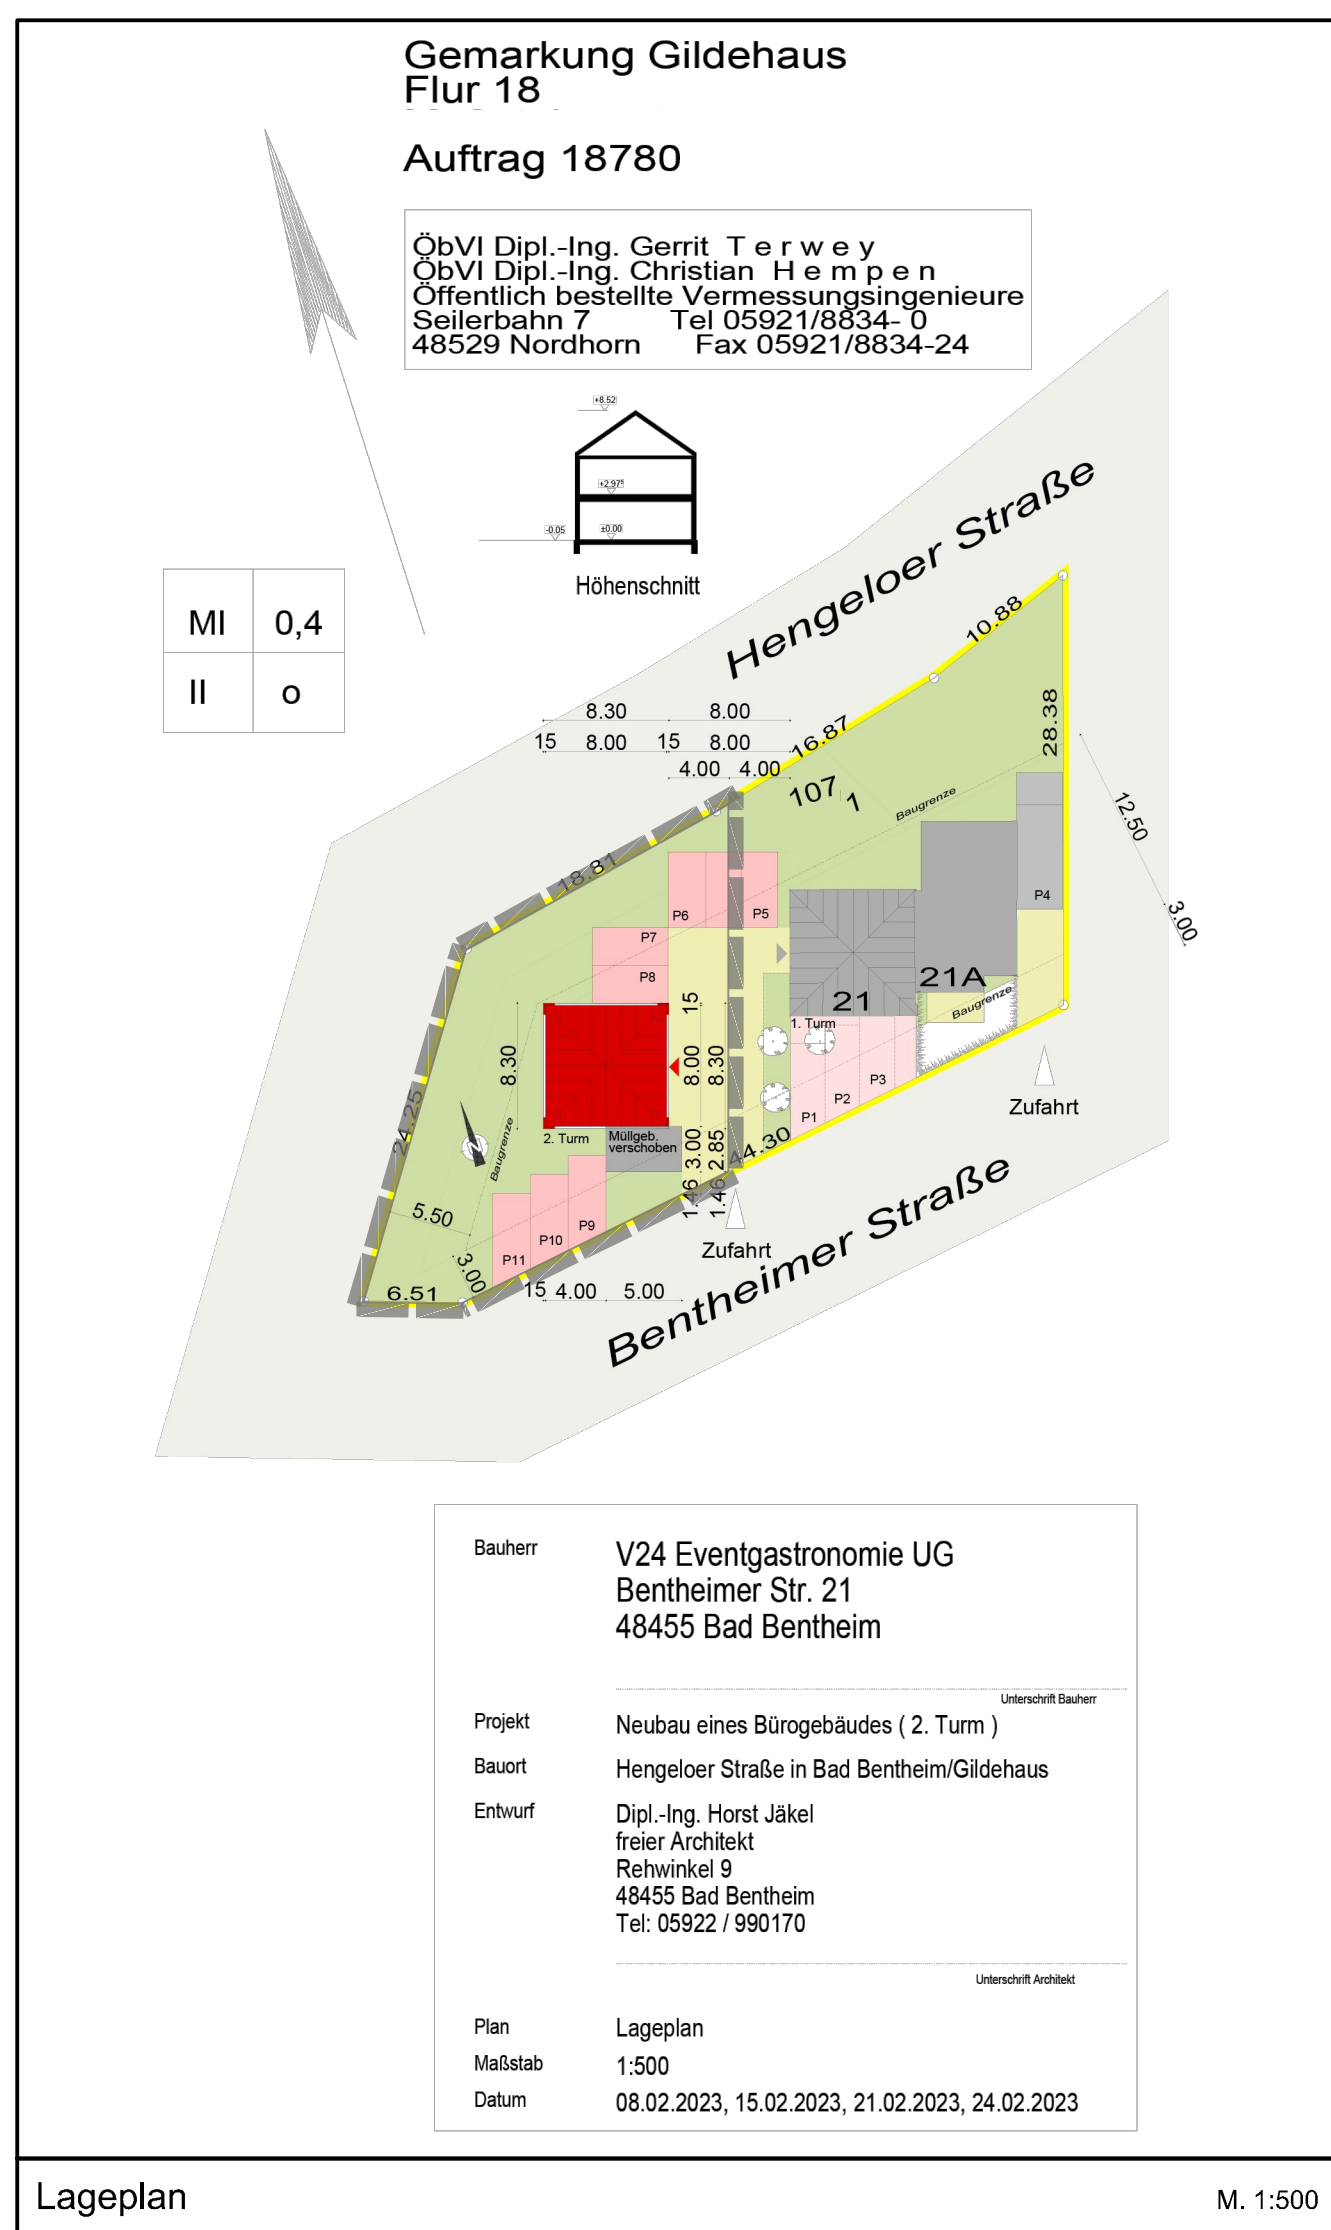 Gemarkung Gildehaus
Flur 18
Auftrag 18780
ÖbVI Dipl.-Ing. Gerrit T e r w e y
ÖbVI Dipl.-Ing. Christian H e m p e n
Öffentlich bestellte Vermessungsingenieure
Seilerbahn 7 Tel 05921/8834- 0
48529 Nordhorn Fax 05921/8834-24
+8.52
+2.97⁵
-0.05 ±0.00
Höhenschnitt
MI 0,4
II o
Hengeloer Straße
10.88
28.38
16.87
8.30 8.00
15 8.00 15 8.00
4.00 4.00
107
1
Baugrenze
12.50
3.00
18.81
P4
P6 P5
P7
P8
21A
21
Baugrenze
1. Turm
15
8.00
8.30
8.30
P3
P2
P1
Zufahrt
24.25
Baugrenze
N
2. Turm
Müllgeb.
verschoben
3.00
2.85
1.46
1.46
44.30
5.50
3.00
P9
P10
P11
Zufahrt
6.51
15 4.00 5.00
Bentheimer Straße
Bauherr V24 Eventgastronomie UG
Bentheimer Str. 21
48455 Bad Bentheim
Unterschrift Bauherr
Projekt Neubau eines Bürogebäudes ( 2. Turm )
Bauort Hengeloer Straße in Bad Bentheim/Gildehaus
Entwurf Dipl.-Ing. Horst Jäkel
freier Architekt
Rehwinkel 9
48455 Bad Bentheim
Tel: 05922 / 990170
Unterschrift Architekt
Plan Lageplan
Maßstab 1:500
Datum 08.02.2023, 15.02.2023, 21.02.2023, 24.02.2023
Lageplan M. 1:500